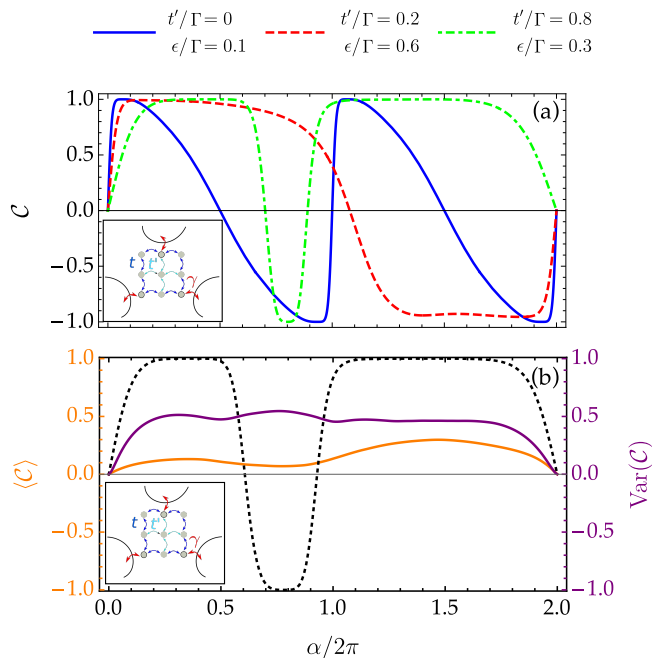 t′/Γ = 0 t′/Γ = 0.2 t′/Γ = 0.8
ϵ/Γ = 0.1 ϵ/Γ = 0.6 ϵ/Γ = 0.3
(a)
1.0
0.5
0.0
−0.5
−1.0
C
t t′ γ
(b)
1.0 1.0
0.5 0.5
0.0 0.0
−0.5 −0.5
−1.0 −1.0
⟨C⟩ Var(C)
t t′ γ
0.0 0.5 1.0 1.5 2.0
α/2π